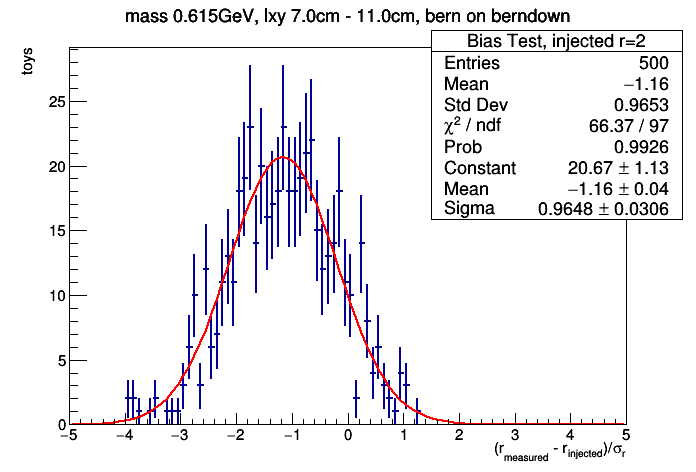 mass 0.615GeV, lxy 7.0cm - 11.0cm, bern on berndown
Bias Test, injected r=2
Entries 500
Mean −1.16
Std Dev 0.9653
χ² / ndf 66.37 / 97
Prob 0.9926
Constant 20.67 ± 1.13
Mean −1.16 ± 0.04
Sigma 0.9648 ± 0.0306
toys
25
20
15
10
5
0
−5 −4 −3 −2 −1 0 1 2 3 4 5
(r_measured - r_injected)/σ_r